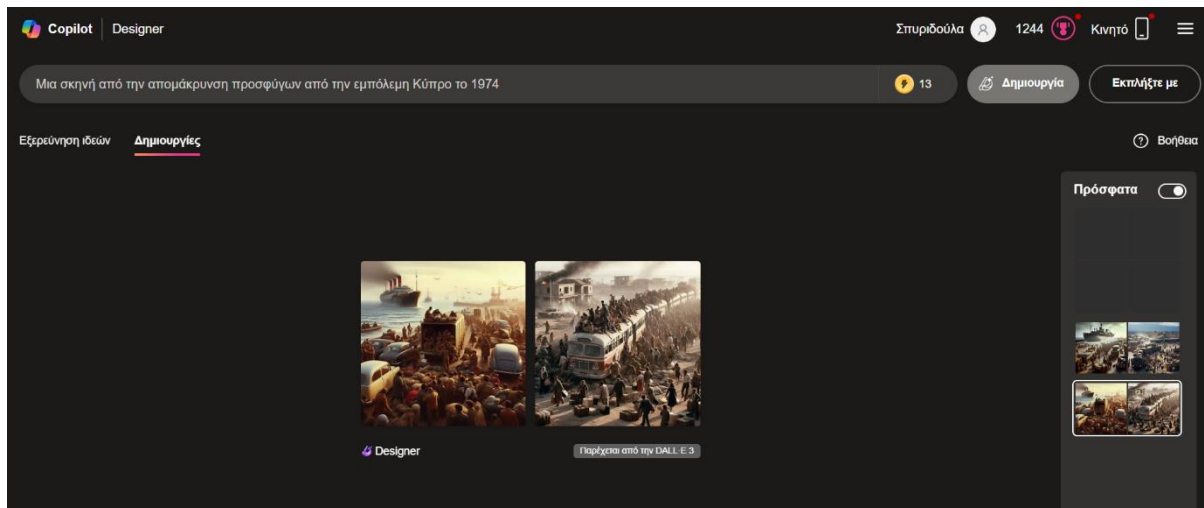 Copilot Designer Σπυριδούλα 1244 Κινητό
Μια σκηνή από την απομάκρυνση προσφύγων από την εμπόλεμη Κύπρο το 1974 13 Δημιουργία Εκπλήξτε με
Εξερεύνηση ιδεών Δημιουργίες Βοήθεια
Πρόσφατα
Designer Παρέχεται από την DALL·E 3